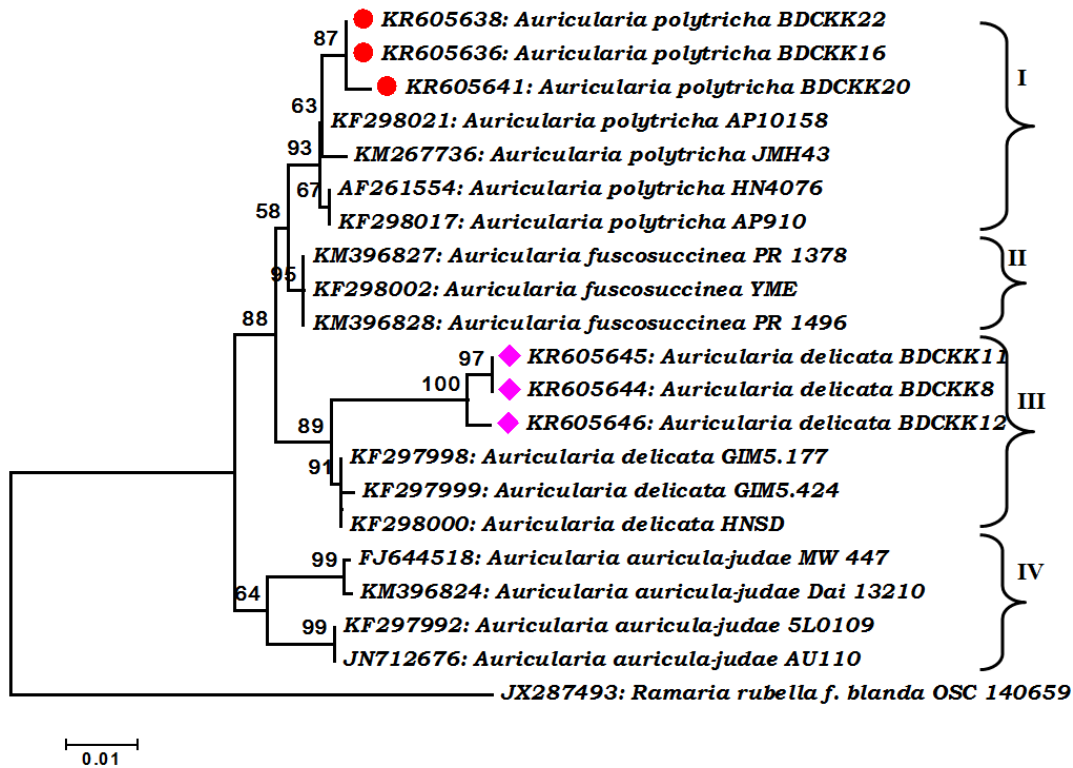 KR605638: Auricularia polytricha BDCKK22
87
KR605636: Auricularia polytricha BDCKK16
I
KR605641: Auricularia polytricha BDCKK20
63
KF298021: Auricularia polytricha AP10158
93
KM267736: Auricularia polytricha JMH43
67
AF261554: Auricularia polytricha HN4076
58
KF298017: Auricularia polytricha AP910
KM396827: Auricularia fuscosuccinea PR 1378
II
95
KF298002: Auricularia fuscosuccinea YME
88
KM396828: Auricularia fuscosuccinea PR 1496
97
KR605645: Auricularia delicata BDCKK11
100
KR605644: Auricularia delicata BDCKK8
III
89
KR605646: Auricularia delicata BDCKK12
91
KF297998: Auricularia delicata GIM5.177
KF297999: Auricularia delicata GIM5.424
KF298000: Auricularia delicata HNSD
99
FJ644518: Auricularia auricula-judae MW 447
IV
64
KM396824: Auricularia auricula-judae Dai 13210
99
KF297992: Auricularia auricula-judae 5L0109
JN712676: Auricularia auricula-judae AU110
JX287493: Ramaria rubella f. blanda OSC 140659
0.01